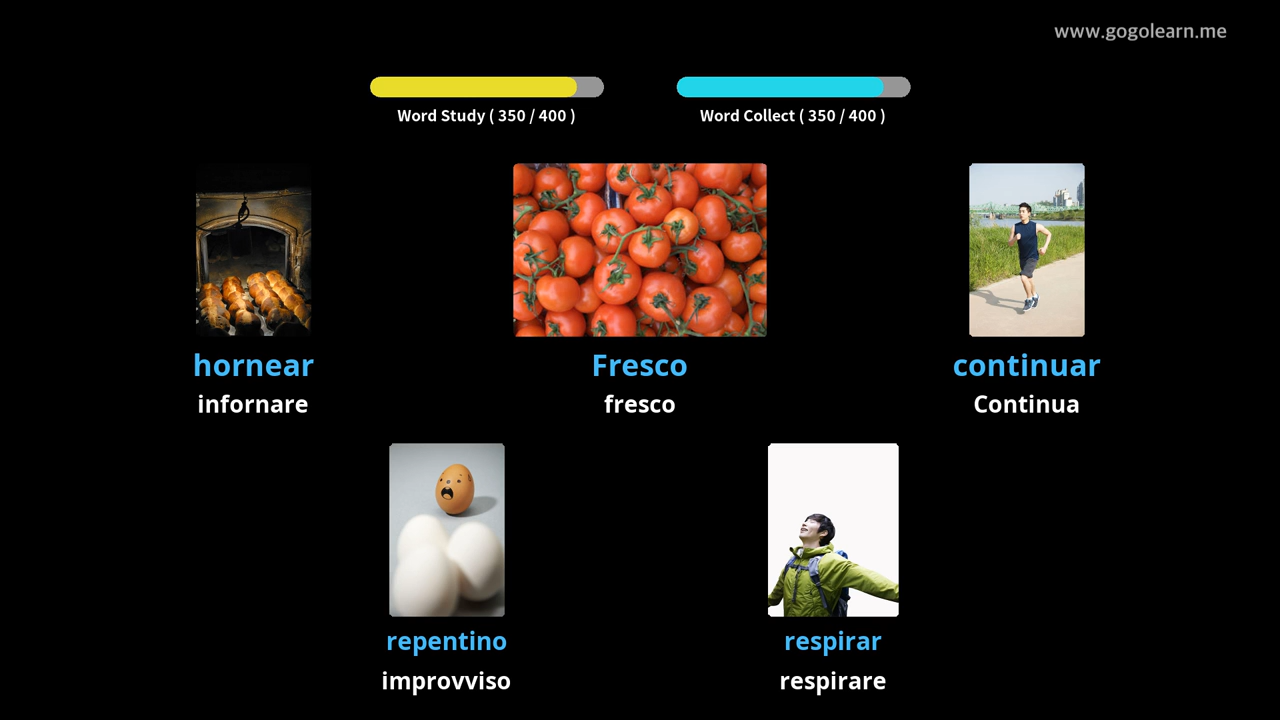 www.gogolearn.me
Word Study ( 350 / 400 )
Word Collect ( 350 / 400 )
hornear
infornare
Fresco
fresco
continuar
Continua
repentino
improvviso
respirar
respirare